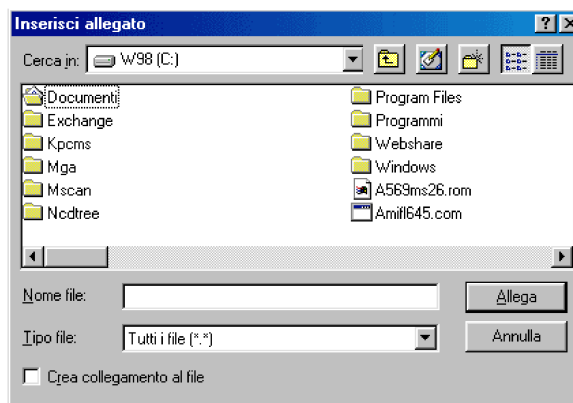 Inserisci allegato
Cerca in: W98 (C:)
Documenti
Exchange
Kpcms
Mga
Mscan
Ncdtree
Program Files
Programmi
Webshare
Windows
A569ms26.rom
Amifl645.com
Nome file:
Allega
Tipo file: Tutti i file (*.*)
Annulla
Crea collegamento al file